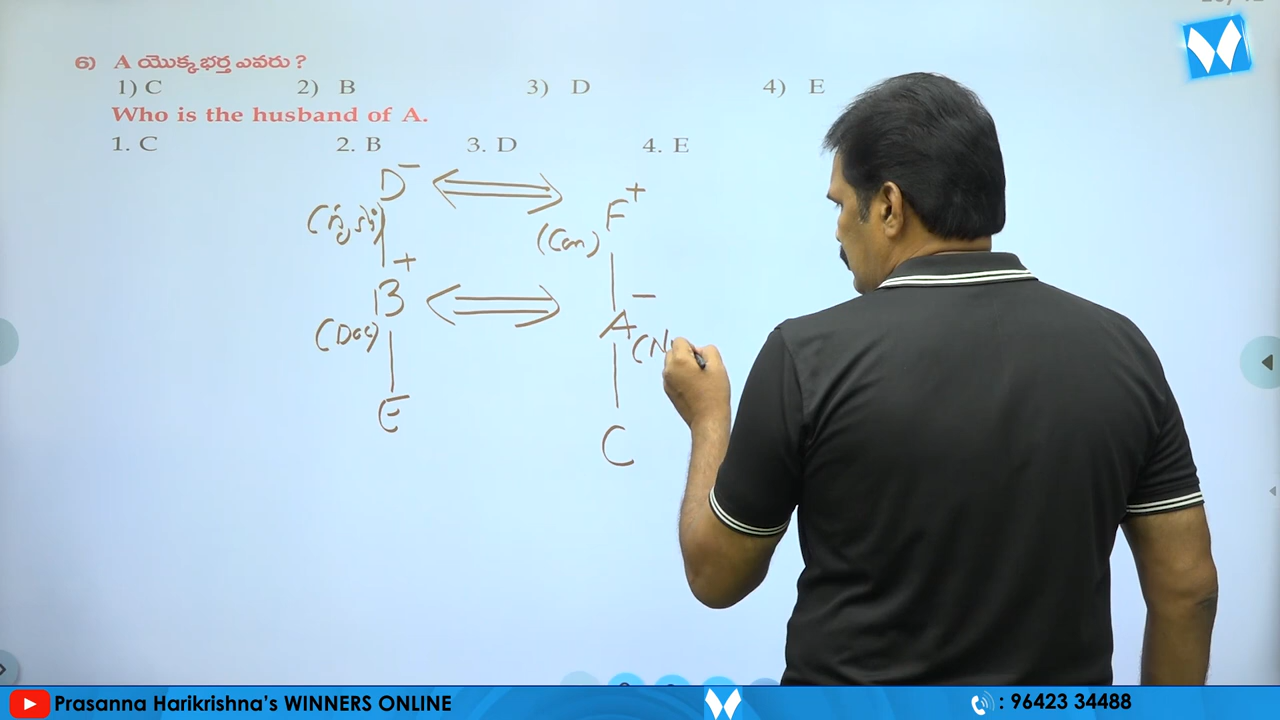 6) A యొక్క భర్త ఎవరు ?
1) C 2) B 3) D 4) E
Who is the husband of A.
1. C 2. B 3. D 4. E
D − F +
(Con)
+
B A −
(Doc) (N
E C
Prasanna Harikrishna's WINNERS ONLINE : 96423 34488